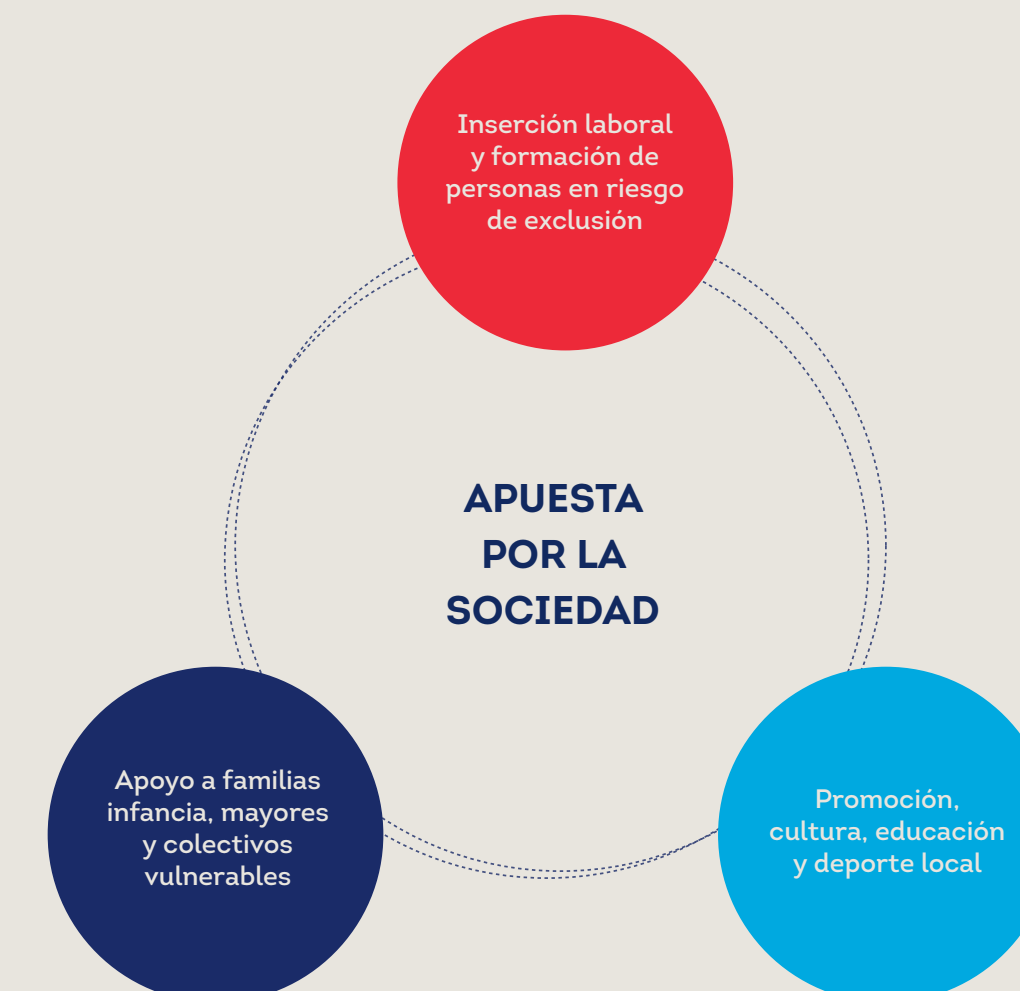 Inserción laboral
y formación de
personas en riesgo
de exclusión
APUESTA
POR LA
SOCIEDAD
Apoyo a familias
infancia, mayores
y colectivos
vulnerables
Promoción,
cultura, educación
y deporte local